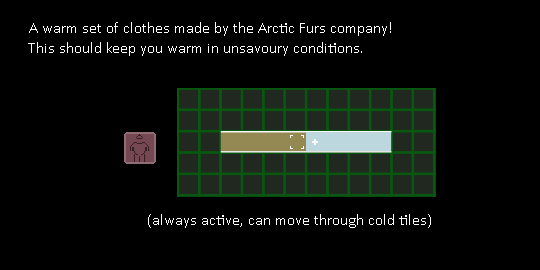 A warm set of clothes made by the Arctic Furs company!
This should keep you warm in unsavoury conditions.
(always active, can move through cold tiles)